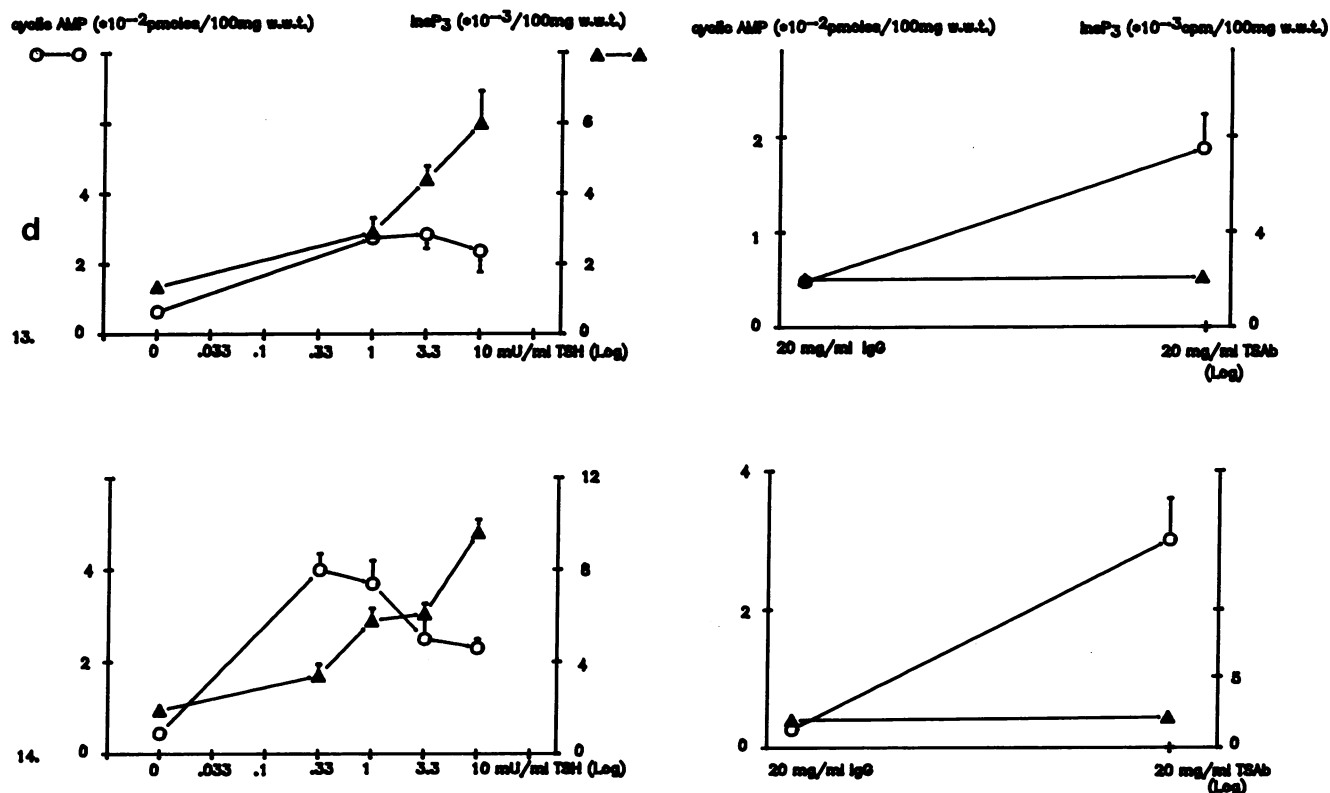 cyclic AMP (•10⁻²pmoles/100mg w.w.t.) InsP₃ (•10⁻³/100mg w.w.t.)
cyclic AMP (•10⁻²pmoles/100mg w.w.t.) InsP₃ (•10⁻³cpm/100mg w.w.t.)
6
4 4
d
2 2
0 0
13.
0 .033 .1 .33 1 3.3 10 mU/ml TSH (Log)
2
1 4
0 0
20 mg/ml IgG 20 mg/ml TSAb
(Log)
12
4 8
2 4
0 0
14.
0 .033 .1 .33 1 3.3 10 mU/ml TSH (Log)
4
2
5
0 0
20 mg/ml IgG 20 mg/ml TSAb
(Log)